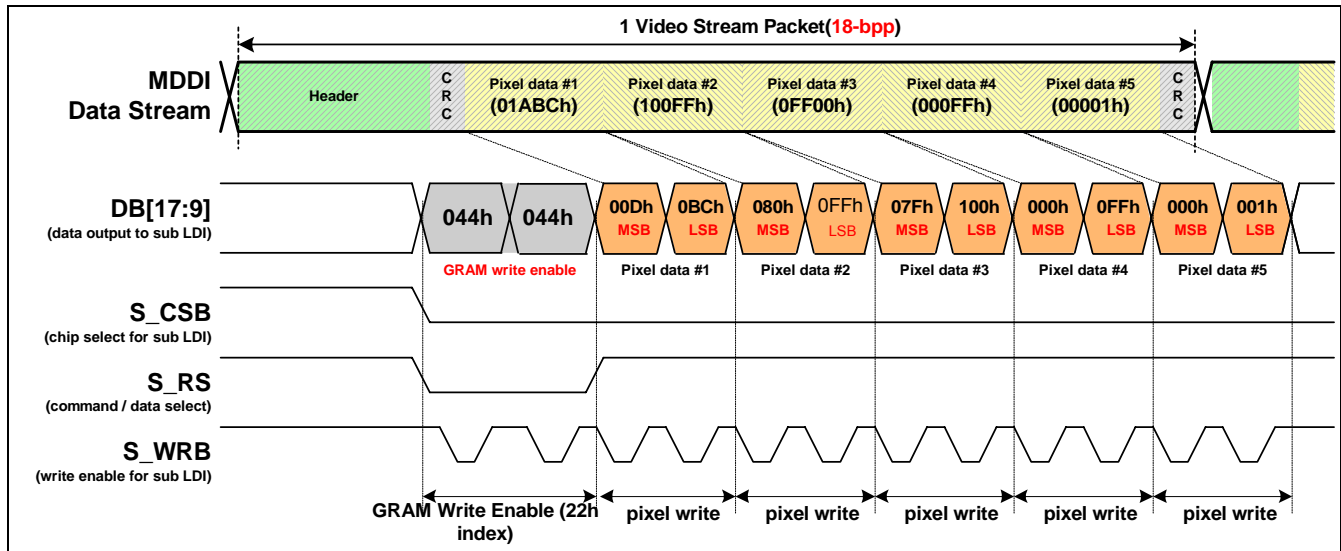 1 Video Stream Packet(18-bpp)
MDDI
Data Stream
Header
C
R
C
Pixel data #1
(01ABCh)
Pixel data #2
(100FFh)
Pixel data #3
(0FF00h)
Pixel data #4
(000FFh)
Pixel data #5
(00001h)
C
R
C
DB[17:9]
(data output to sub LDI)
044h 044h
00Dh 0BCh 080h 0FFh 07Fh 100h 000h 0FFh 000h 001h
MSB LSB MSB LSB MSB LSB MSB LSB MSB LSB
GRAM write enable Pixel data #1 Pixel data #2 Pixel data #3 Pixel data #4 Pixel data #5
S_CSB
(chip select for sub LDI)
S_RS
(command / data select)
S_WRB
(write enable for sub LDI)
GRAM Write Enable (22h
index)
pixel write pixel write pixel write pixel write pixel write